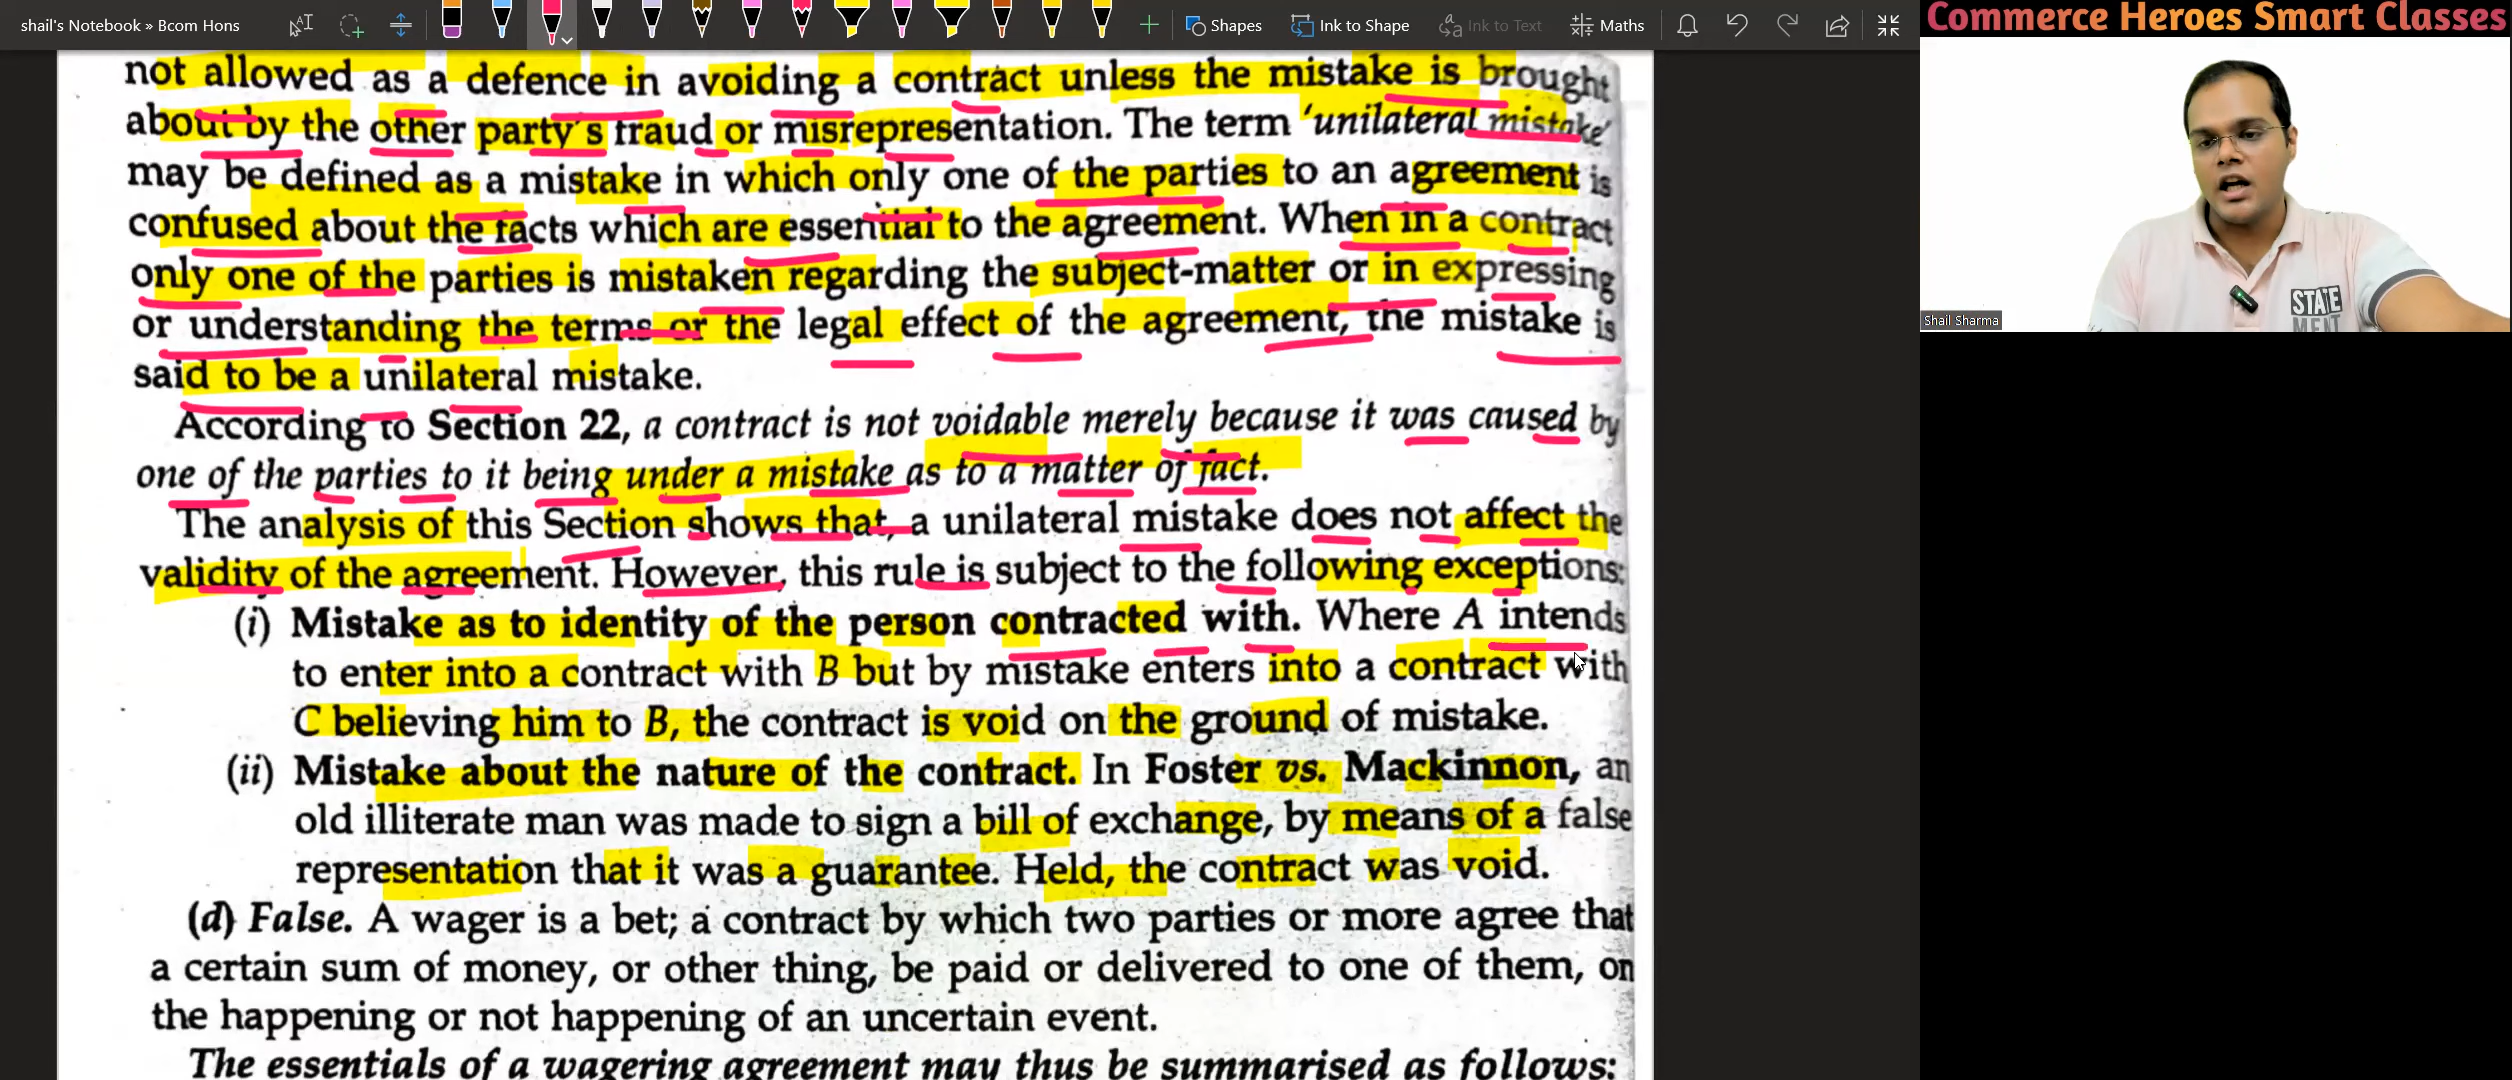 shail's Notebook » Bcom Hons
Shapes
Ink to Shape
Ink to Text
Maths
Commerce Heroes Smart Classes
not allowed as a defence in avoiding a contract unless the mistake is brought
about by the other party's fraud or misrepresentation. The term 'unilateral mistake'
may be defined as a mistake in which only one of the parties to an agreement is
confused about the facts which are essential to the agreement. When in a contract
only one of the parties is mistaken regarding the subject-matter or in expressing
or understanding the terms or the legal effect of the agreement, the mistake is
said to be a unilateral mistake.
According to Section 22, a contract is not voidable merely because it was caused by
one of the parties to it being under a mistake as to a matter of fact.
The analysis of this Section shows that, a unilateral mistake does not affect the
validity of the agreement. However, this rule is subject to the following exceptions:
(i) Mistake as to identity of the person contracted with. Where A intends
to enter into a contract with B but by mistake enters into a contract with
C believing him to B, the contract is void on the ground of mistake.
(ii) Mistake about the nature of the contract. In Foster vs. Mackinnon, an
old illiterate man was made to sign a bill of exchange, by means of a false
representation that it was a guarantee. Held, the contract was void.
(d) False. A wager is a bet; a contract by which two parties or more agree that
a certain sum of money, or other thing, be paid or delivered to one of them, on
the happening or not happening of an uncertain event.
The essentials of a wagering agreement may thus be summarised as follows:
STATE
MENT
Shail Sharma